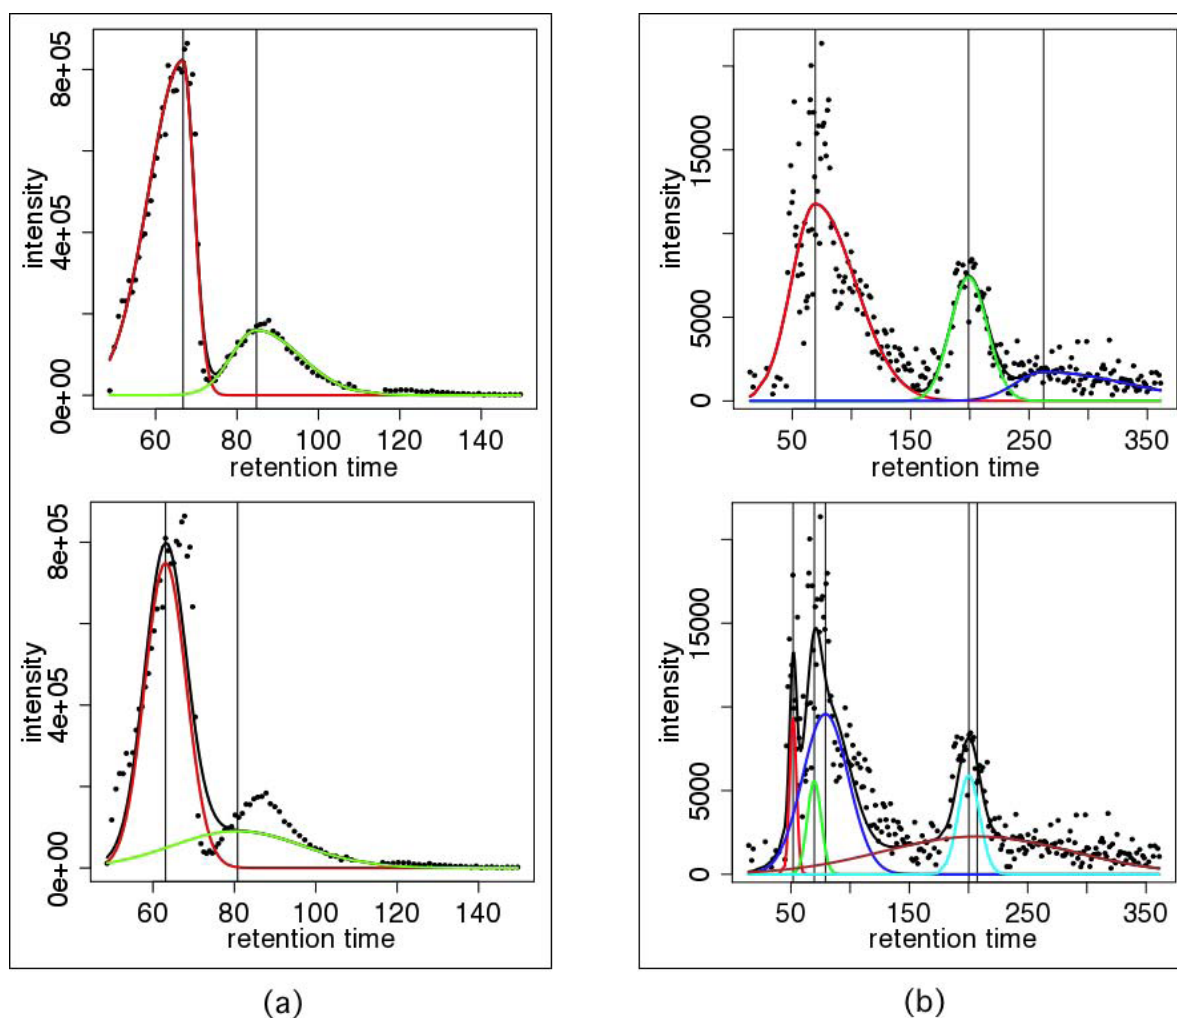 8e+05
4e+05
0e+00
intensity
60 80 100 120 140
retention time
15000
5000
0
intensity
50 150 250 350
retention time
8e+05
4e+05
0e+00
intensity
60 80 100 120 140
retention time
15000
5000
0
intensity
50 150 250 350
retention time
(a)
(b)